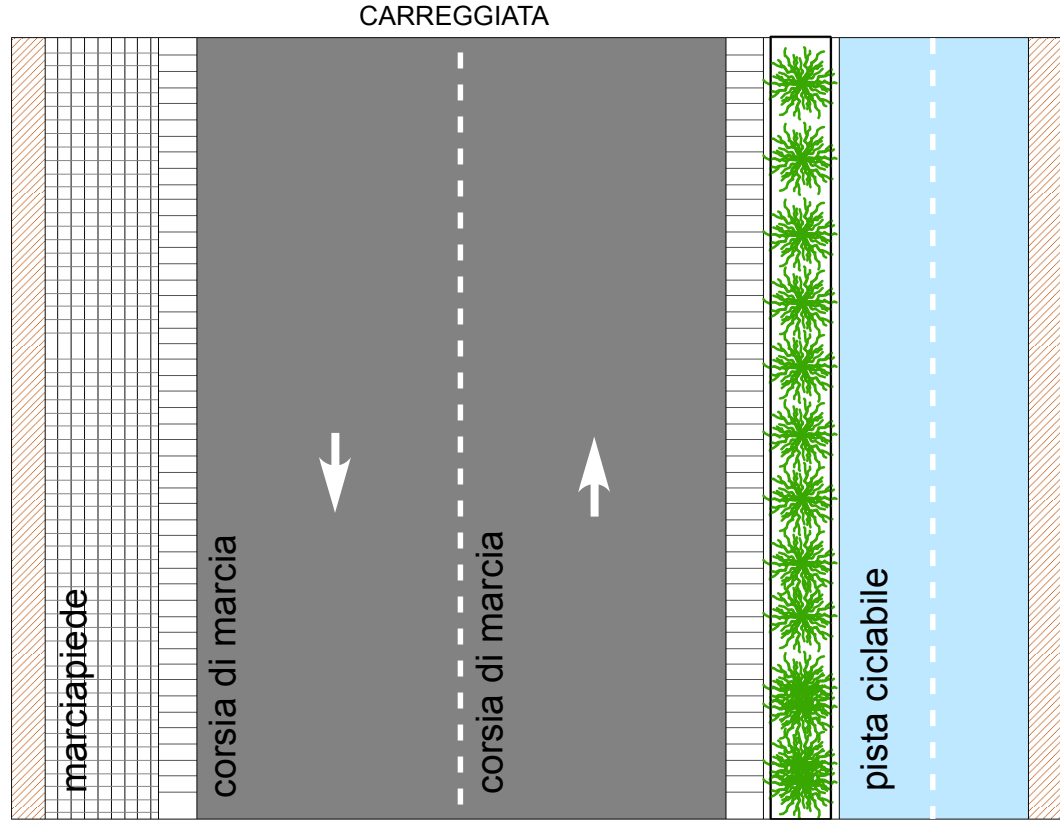 CARREGGIATA
marciapiede
corsia di marcia
corsia di marcia
pista ciclabile